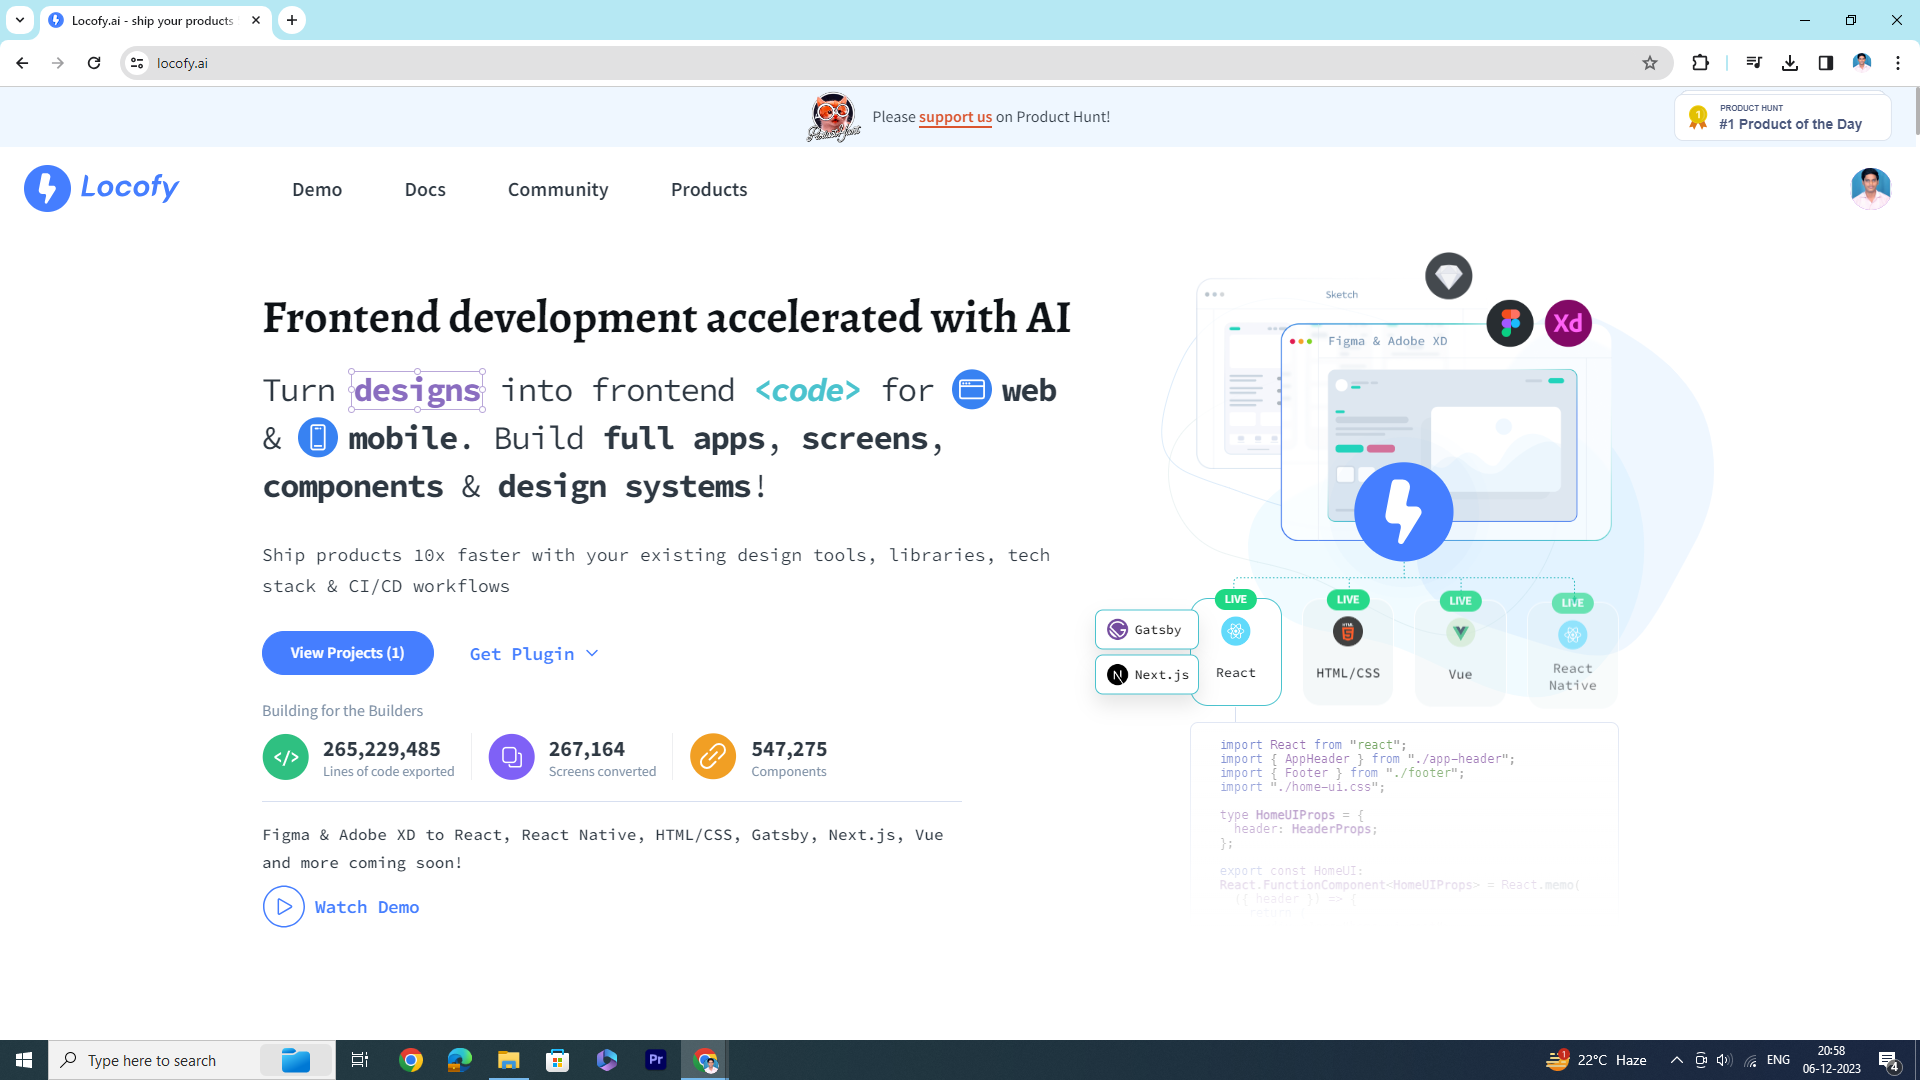 Locofy.ai - ship your products
locofy.ai
Please support us on Product Hunt!
PRODUCT HUNT
#1 Product of the Day
Locofy
Demo Docs Community Products
Frontend development accelerated with AI
Turn designs into frontend <code> for web
& mobile. Build full apps, screens,
components & design systems!
Ship products 10x faster with your existing design tools, libraries, tech
stack & CI/CD workflows
View Projects (1) Get Plugin
Building for the Builders
265,229,485
Lines of code exported
267,164
Screens converted
547,275
Components
Figma & Adobe XD to React, React Native, HTML/CSS, Gatsby, Next.js, Vue
and more coming soon!
Watch Demo
Sketch
Xd
Figma & Adobe XD
LIVE LIVE LIVE LIVE
Gatsby
Next.js
React
HTML/CSS
Vue
React
Native
import React from "react";
import { AppHeader } from "./app-header";
import { Footer } from "./footer";
import "./home-ui.css";
type HomeUIProps = {
header: HeaderProps;
};
export const HomeUI:
React.FunctionComponent<HomeUIProps> = React.memo(
({ header }) => {
return (
Type here to search
Pr
1
22°C Haze
ENG
20:58
06-12-2023
4